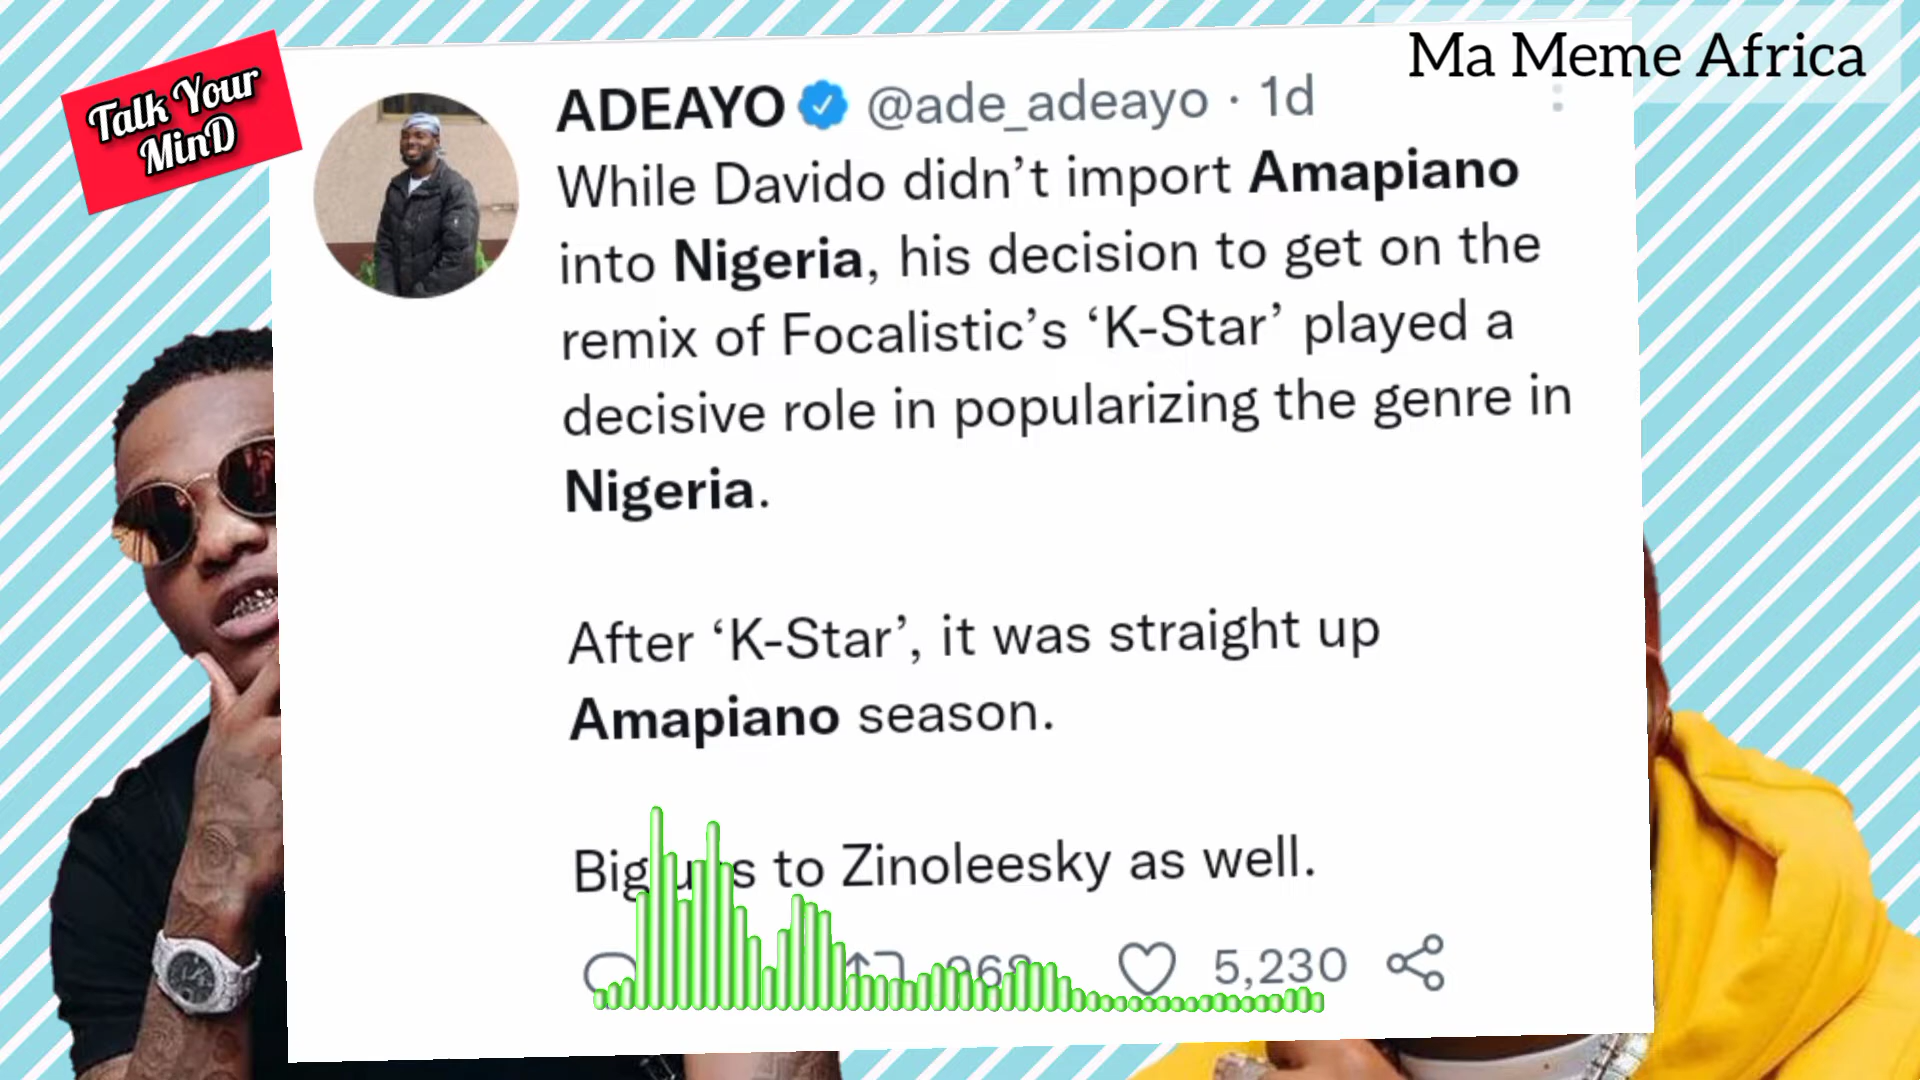 Ma Meme Africa
Talk Your
MinD
ADEAYO @ade_adeayo · 1d
While Davido didn’t import Amapiano
into Nigeria, his decision to get on the
remix of Focalistic’s ‘K-Star’ played a
decisive role in popularizing the genre in
Nigeria.
After ‘K-Star’, it was straight up
Amapiano season.
Big ups to Zinoleesky as well.
5,230